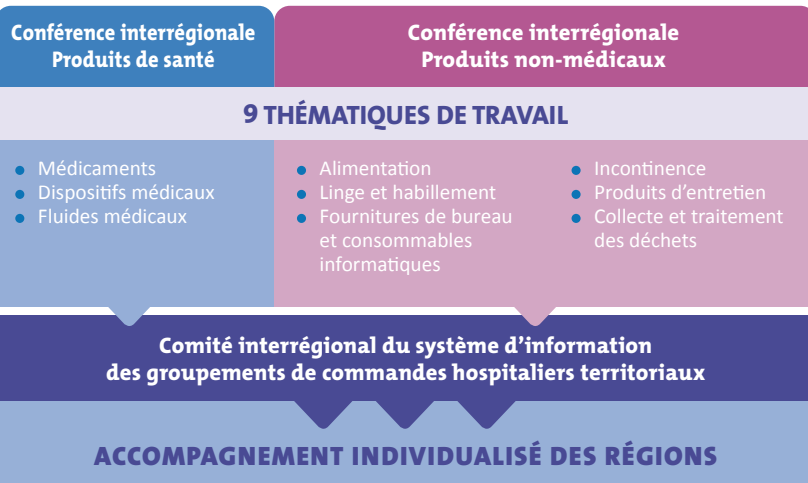 Conférence interrégionale
Produits de santé
Conférence interrégionale
Produits non-médicaux
9 THÉMATIQUES DE TRAVAIL
• Médicaments
• Dispositifs médicaux
• Fluides médicaux
• Alimentation
• Linge et habillement
• Fournitures de bureau
et consommables
informatiques
• Incontinence
• Produits d'entretien
• Collecte et traitement
des déchets
Comité interrégional du système d'information
des groupements de commandes hospitaliers territoriaux
ACCOMPAGNEMENT INDIVIDUALISÉ DES RÉGIONS